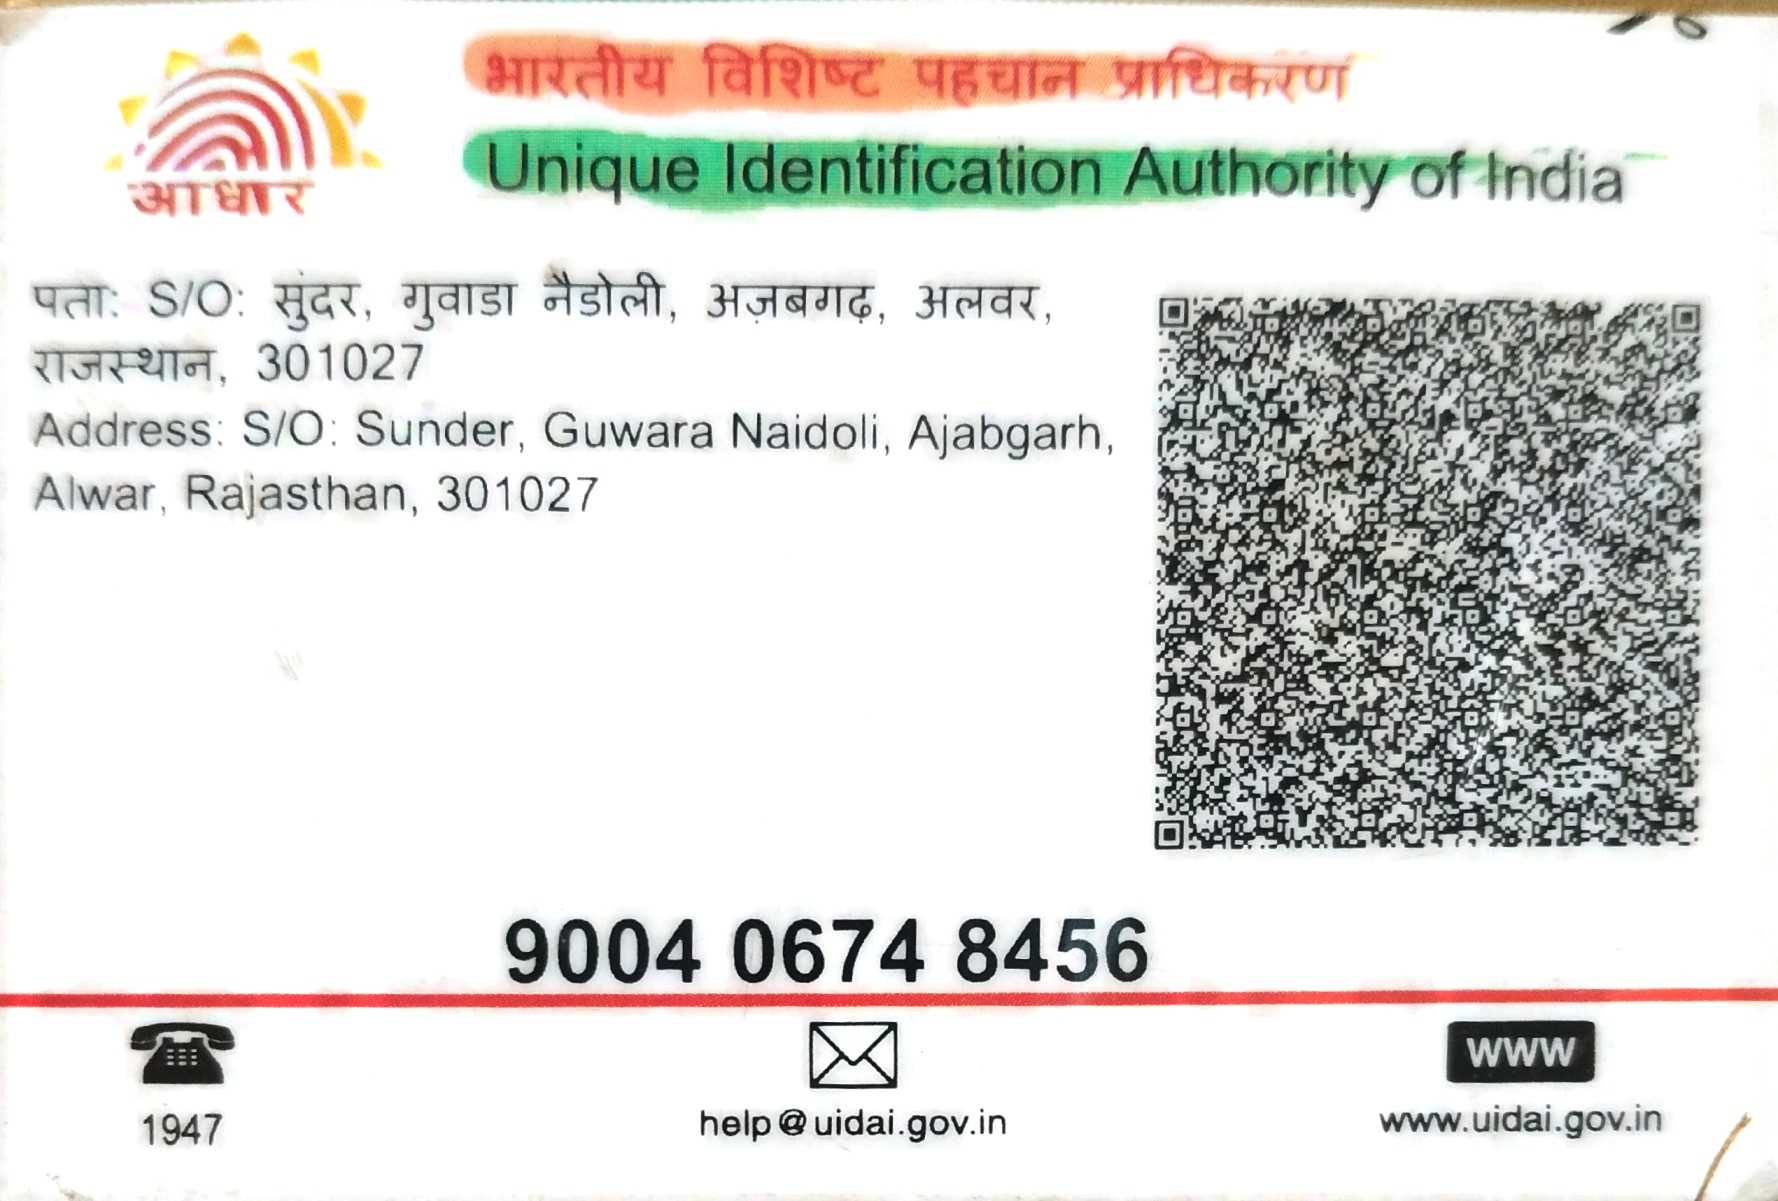 आधार
भारतीय विशिष्ट पहचान प्राधिकरण
Unique Identification Authority of India
पता: S/O: सुंदर, गुवाडा नैडोली, अज़बगढ़, अलवर,
राजस्थान, 301027
Address: S/O: Sunder, Guwara Naidoli, Ajabgarh,
Alwar, Rajasthan, 301027
9004 0674 8456
1947
help@uidai.gov.in
WWW
www.uidai.gov.in